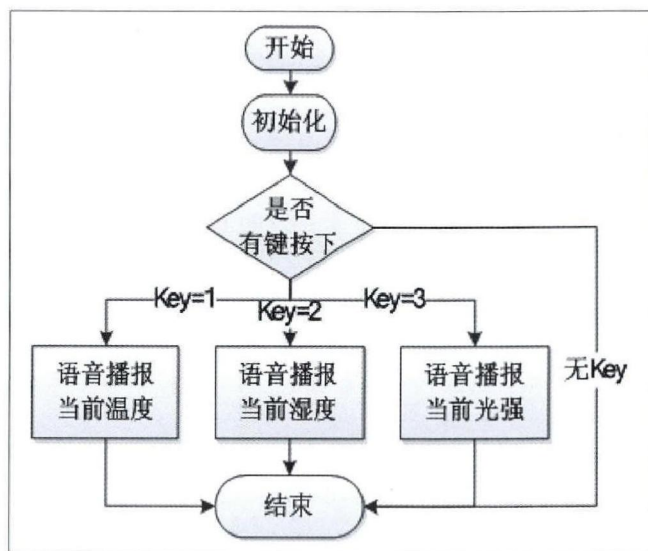 开始
初始化
是否
有键按下
Key=1
Key=2
Key=3
语音播报
当前温度
语音播报
当前湿度
语音播报
当前光强
无Key
结束